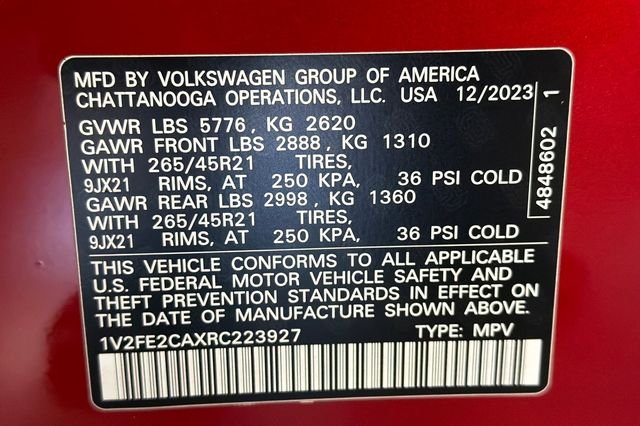 MFD BY VOLKSWAGEN GROUP OF AMERICA
CHATTANOOGA OPERATIONS, LLC. USA 12/2023
GVWR LBS 5776, KG 2620
GAWR FRONT LBS 2888, KG 1310
WITH 265/45R21 TIRES,
9JX21 RIMS, AT 250 KPA, 36 PSI COLD
GAWR REAR LBS 2998, KG 1360
WITH 265/45R21 TIRES,
9JX21 RIMS, AT 250 KPA, 36 PSI COLD
THIS VEHICLE CONFORMS TO ALL APPLICABLE
U.S. FEDERAL MOTOR VEHICLE SAFETY AND
THEFT PREVENTION STANDARDS IN EFFECT ON
THE DATE OF MANUFACTURE SHOWN ABOVE.
1V2FE2CAXRC223927 TYPE: MPV
4848602 1